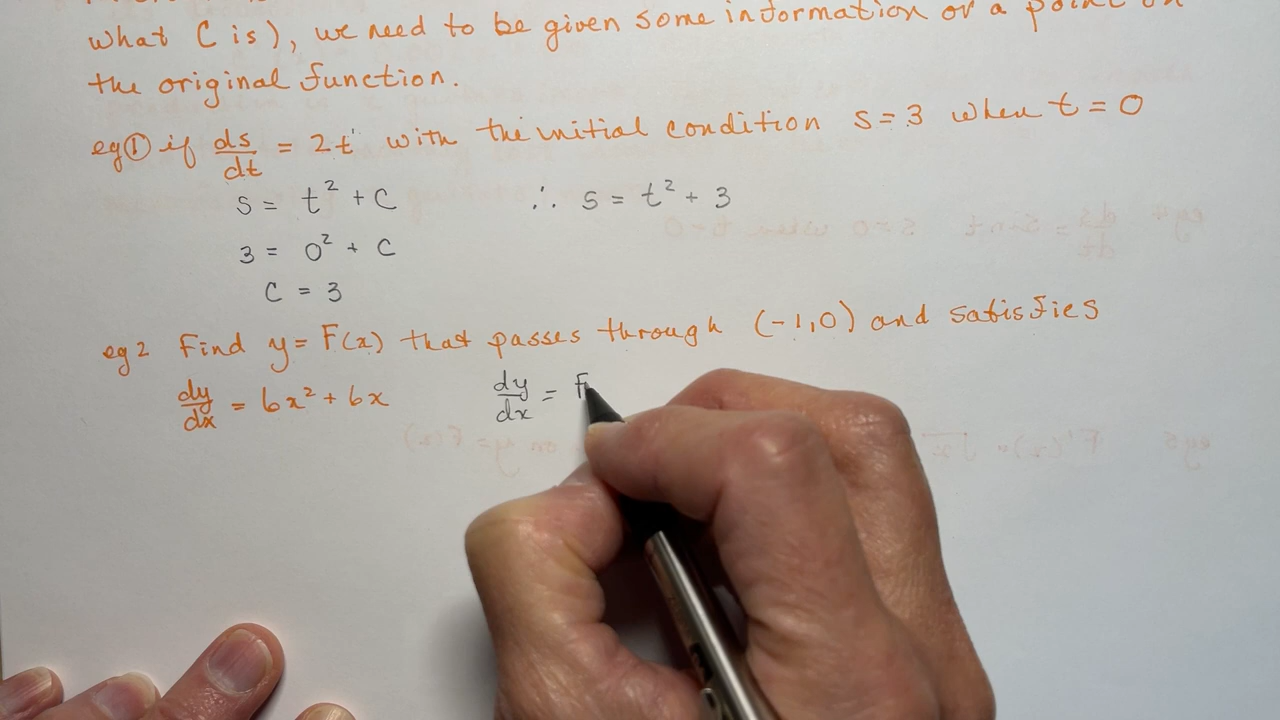 what C is), we need to be given some information or a point on
the original function.
eg① if ds/dt = 2t with the initial condition s = 3 when t = 0
s = t² + C ∴ s = t² + 3
3 = 0² + C
C = 3
eg 2 Find y = F(x) that passes through (-1,0) and satisfies
dy/dx = 6x² + 6x dy/dx = F